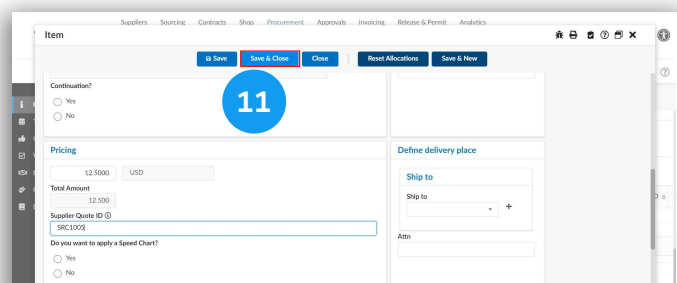 Suppliers Sourcing Contracts Shop Procurement Approvals Invoicing Release & Permit Analytics
Item
Save Save & Close Close Reset Allocations Save & New
Continuation?
Yes
No
11
Pricing
12.5000 USD
Total Amount
12.500
Supplier Quote ID
SRC1005
Do you want to apply a Speed Chart?
Yes
No
Define delivery place
Ship to
Ship to
Attn